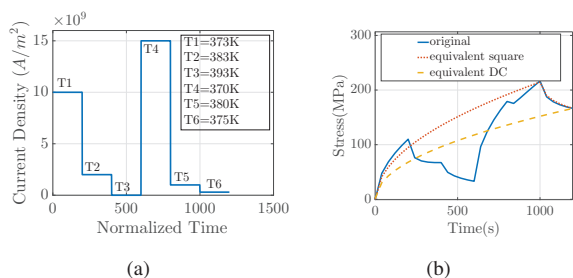 ×10⁹
15
10
5
0
Current Density (A/m²)
T1
T2
T3
T4
T5
T6
T1=373K
T2=383K
T3=393K
T4=370K
T5=380K
T6=375K
0
500
1000
1500
Normalized Time
(a)
300
200
100
0
Stress(MPa)
original
equivalent square
equivalent DC
0
500
1000
Time(s)
(b)